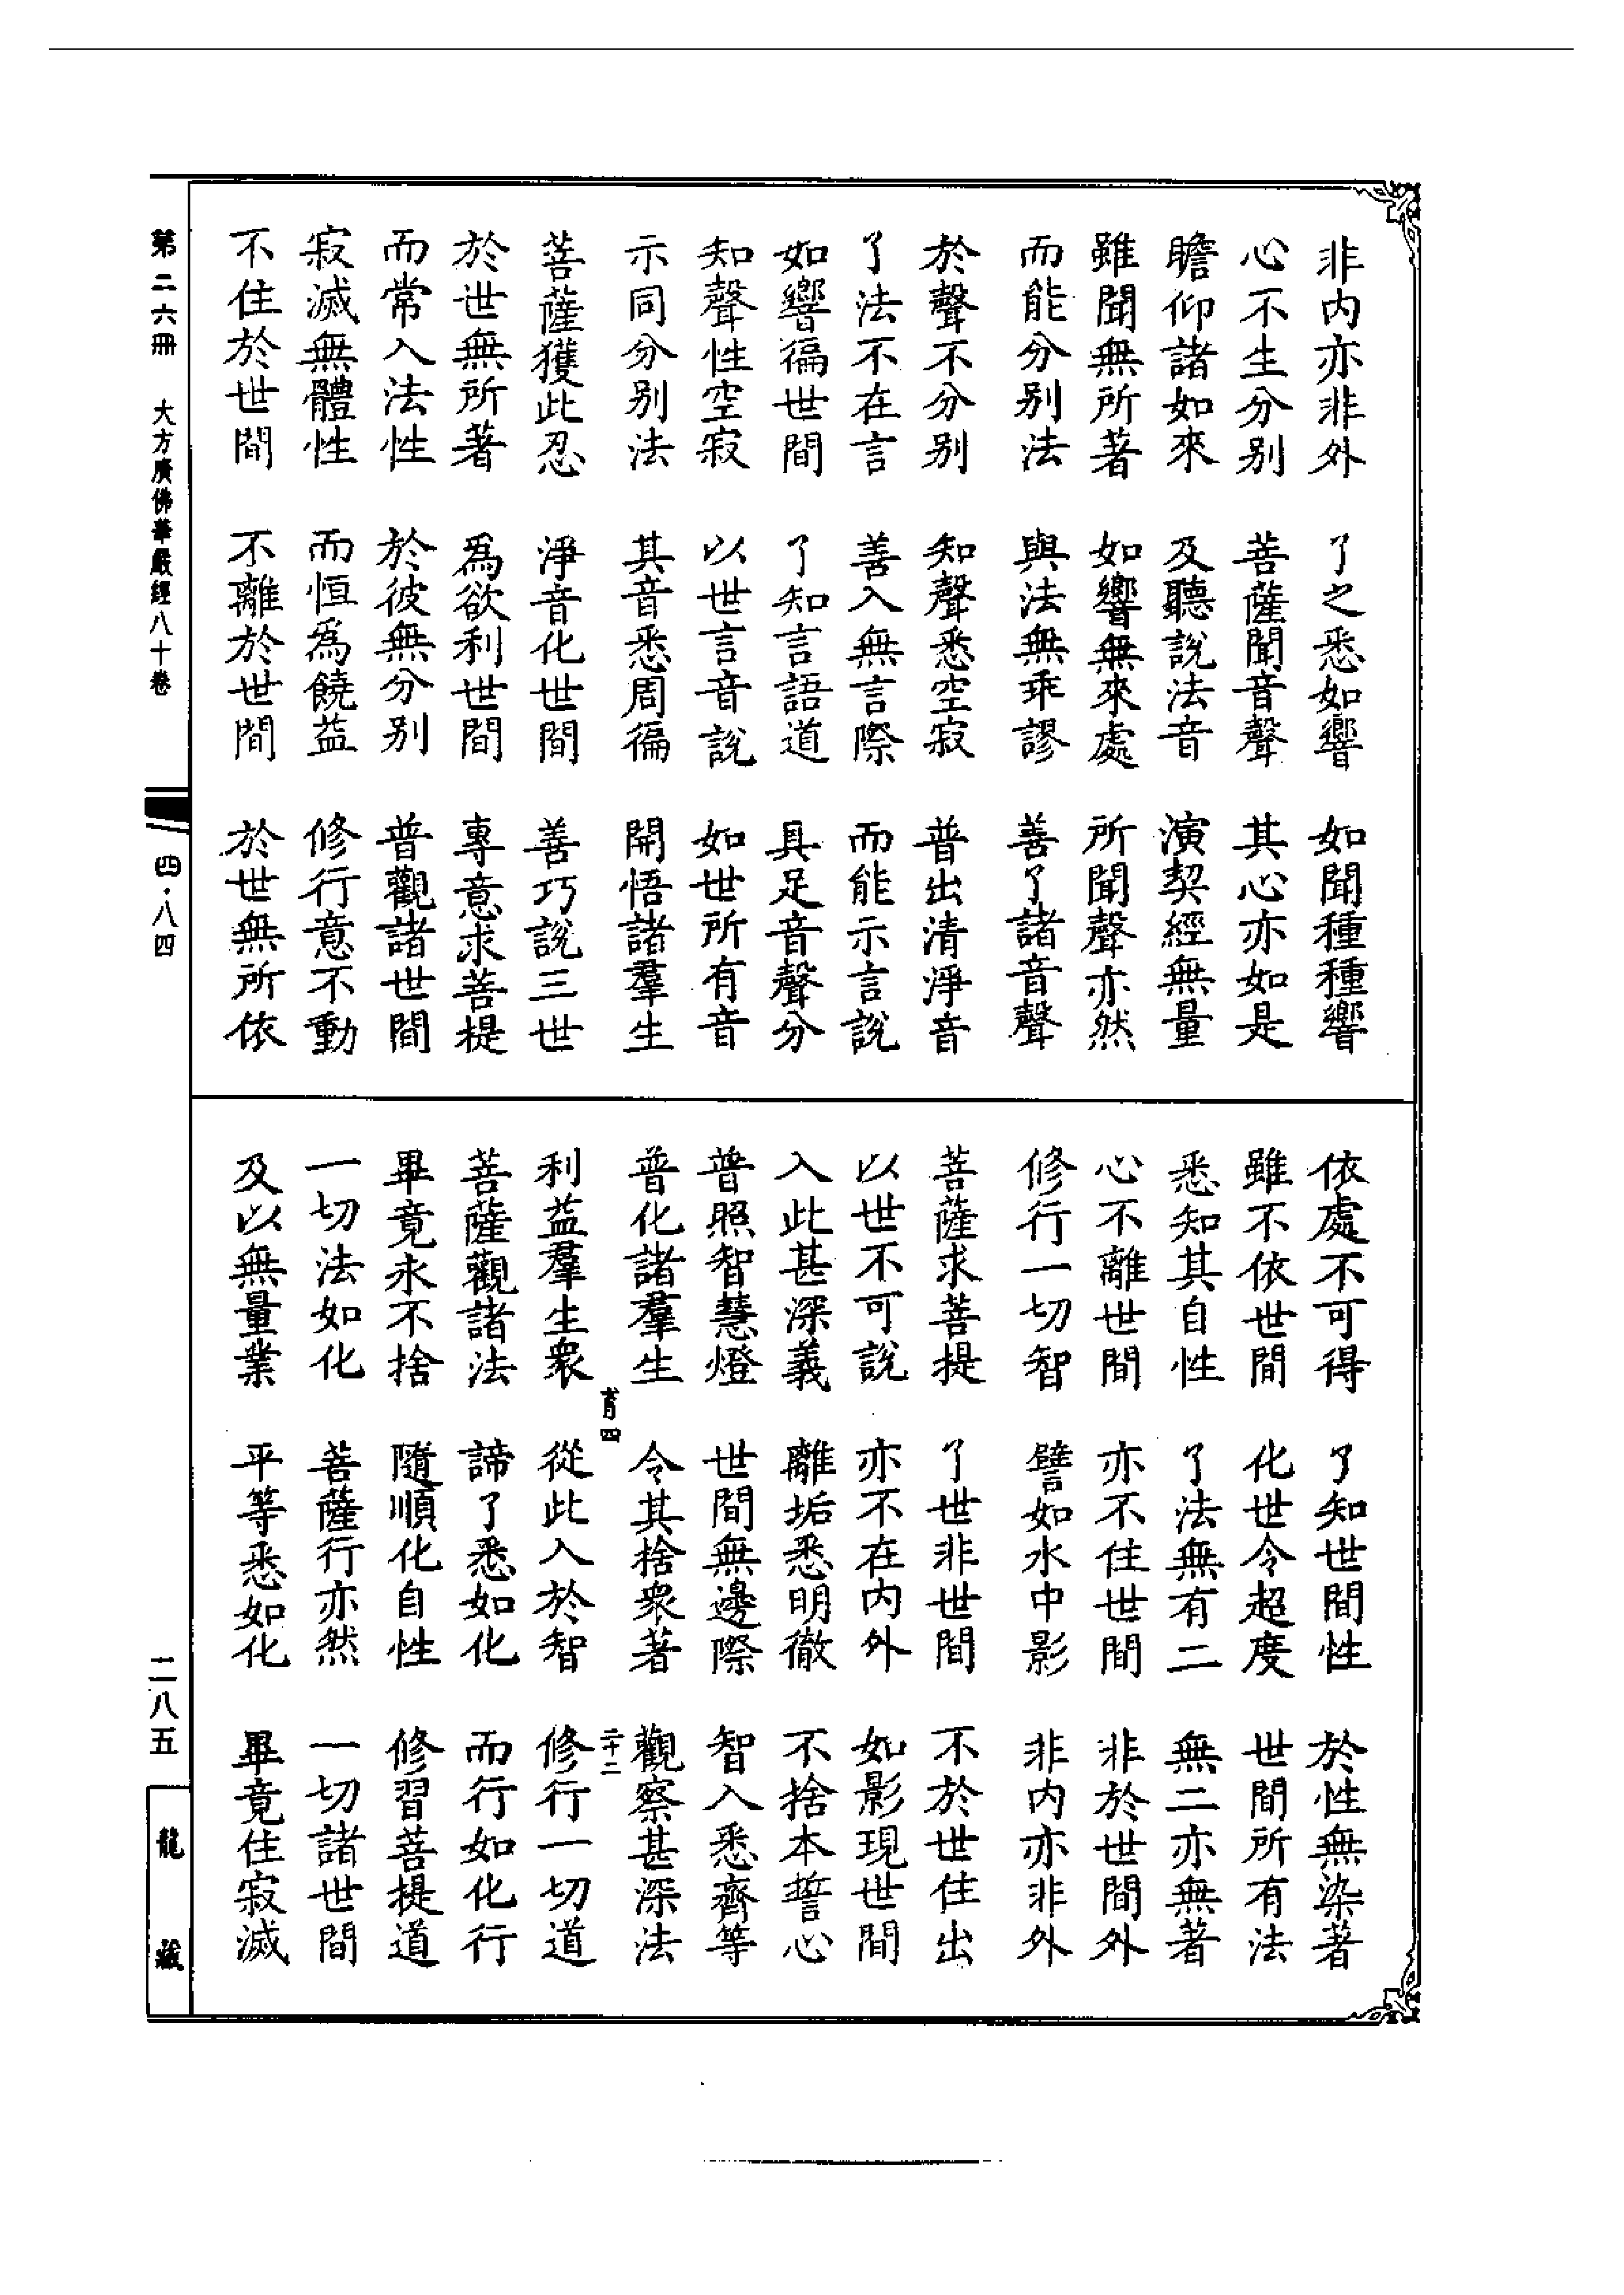 非内亦非外　了之悉如響　如聞種種響
心不生分别　菩薩聞音聲　其心亦如是
瞻仰諸如來　及聽說法音　演契經無量
雖聞無所著　如響無來處　所聞聲亦然
而能分别法　與法無乖謬　善了諸音聲
於聲不分别　知聲悉空寂　普出清淨音
了法不在言　善入無言際　而能示言說
如響徧世間　了知言語道　具足音聲分
知聲性空寂　以世言音說　如世所有音
示同分别法　其音悉周徧　開悟諸羣生
菩薩獲此忍　淨音化世間　善巧說三世
於世無所著　為欲利世間　專意求菩提
而常入法性　於彼無分别　普觀諸世間
寂滅無體性　而恒為饒益　修行意不動
不住於世間　不離於世間　於世無所依
依處不可得　了知世間性　於性無染著
雖不依世間　化世令超度　世間所有法
悉知其自性　了法無有二　無二亦無著
心不離世間　亦不住世間　非於世間外
修行一切智　譬如水中影　非内亦非外
菩薩求菩提　了世非世間　不於世住出
以世不可說　亦不在内外　如影現世間
入此甚深義　離垢悉明徹　不捨本誓心
普照智慧燈　世間無邊際　智入悉齊等
普化諸羣生　令其捨衆著　觀察甚深法
育四　二十二
利益羣生衆　從此入於智　修行一切道
菩薩觀諸法　諦了悉如化　而行如化行
畢竟永不捨　隨順化自性　修習菩提道
一切法如化　菩薩行亦然　一切諸世間
及以無量業　平等悉如化　畢竟住寂滅
第二六冊　大方廣佛華嚴經八十卷　四·八四　二八五　龍藏